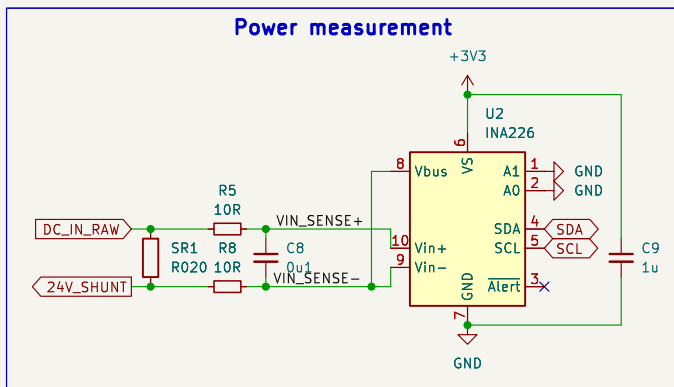 Power measurement
+3V3
U2
INA226
6
VS
8
Vbus
A1
1
GND
A0
2
GND
R5
10R
DC_IN_RAW
VIN_SENSE+
SDA
4
SDA
SR1
R020
R8
10R
C8
0u1
10
Vin+
SCL
5
SCL
C9
1u
9
Vin-
24V_SHUNT
VIN_SENSE-
GND
Alert
3
7
GND